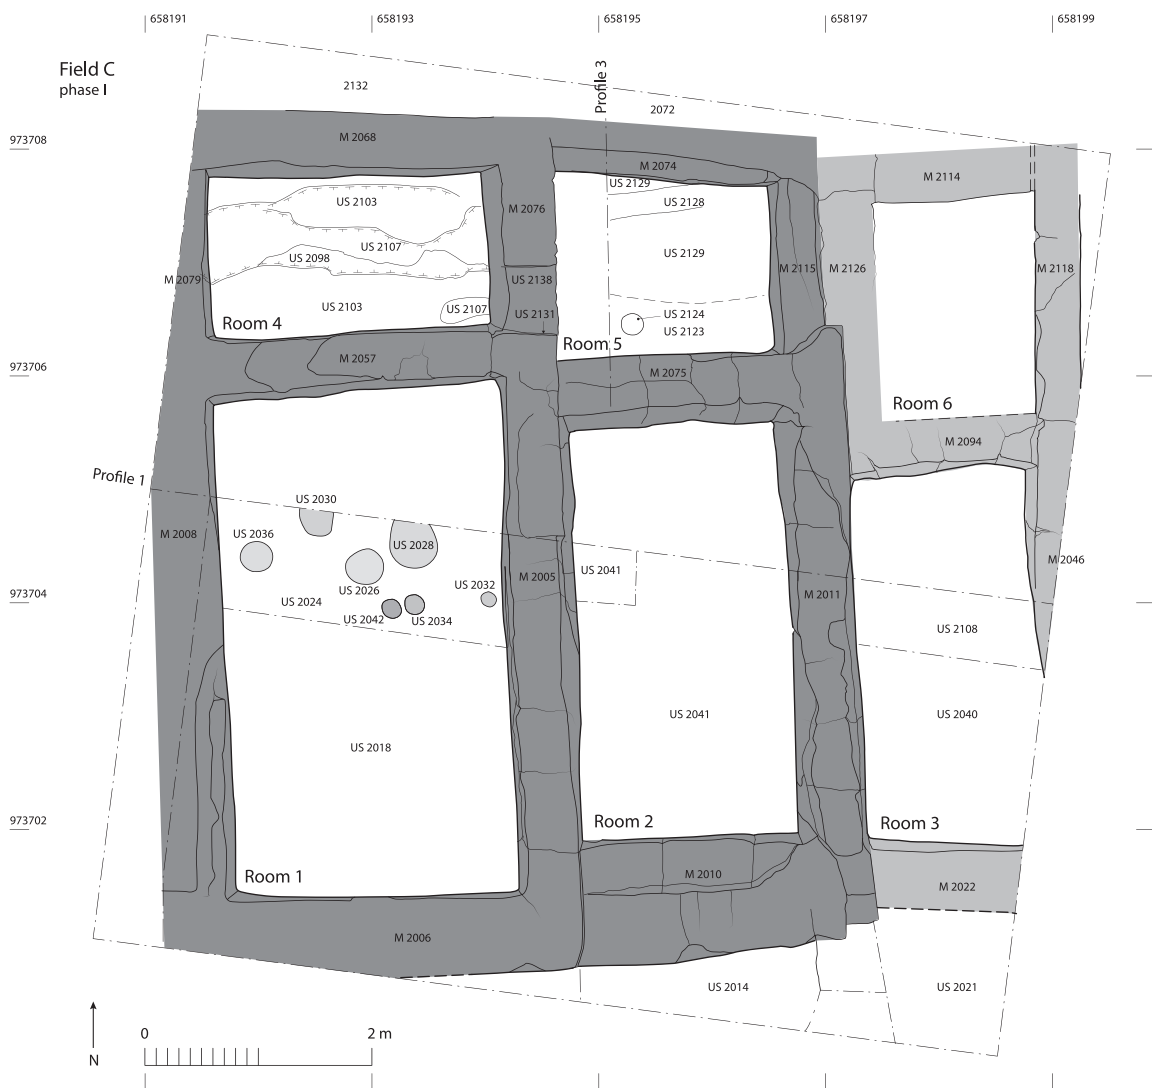 658191
658193
658195
658197
658199
Field C
phase I
2132
Profile 3
2072
973708
M 2068
M 2074
M 2114
US 2129
US 2103
US 2128
M 2076
US 2107
US 2129
US 2098
M 2079
US 2138
M 2115
M 2126
M 2118
US 2103
US 2107
US 2131
US 2124
US 2123
Room 4
Room 5
973706
M 2057
M 2075
Room 6
M 2094
Profile 1
US 2030
M 2008
US 2036
US 2028
US 2026
US 2032
M 2005
US 2041
M 2046
973704
US 2024
US 2042
US 2034
M 2011
US 2108
US 2041
US 2040
US 2018
973702
Room 2
Room 3
Room 1
M 2010
M 2022
M 2006
US 2014
US 2021
0
2 m
N